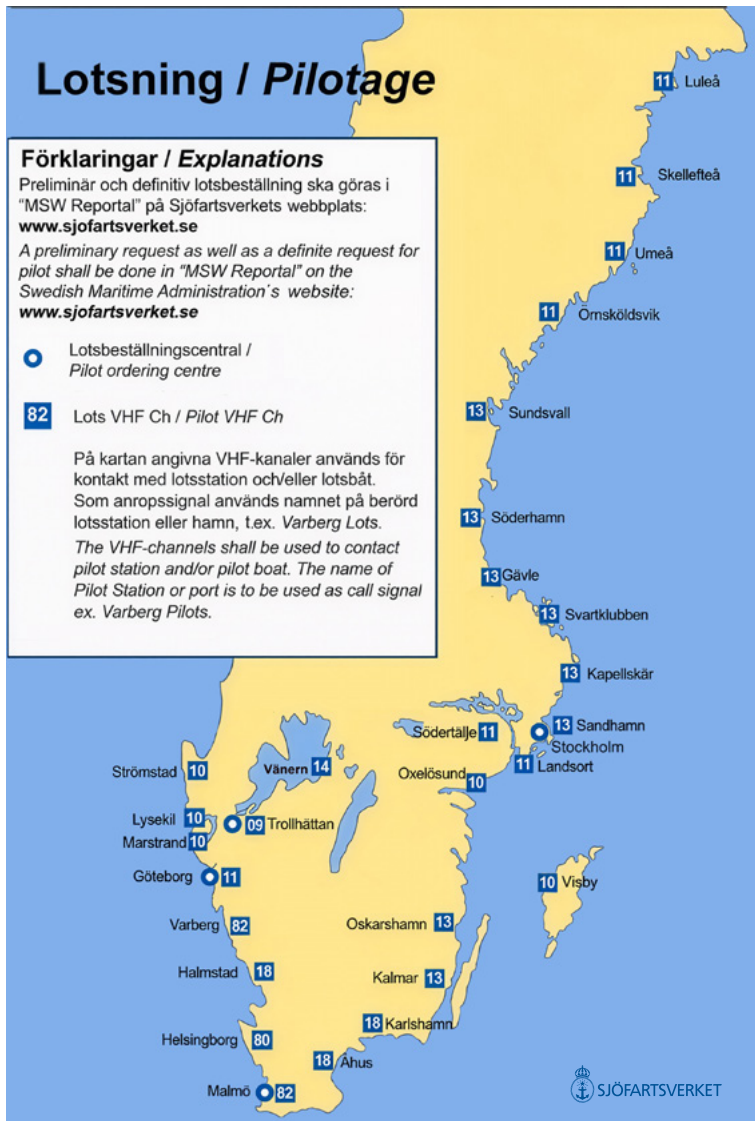 Lotsning / Pilotage
Förklaringar / Explanations
Preliminär och definitiv lotsbeställning ska göras i
“MSW Reportal” på Sjöfartsverkets webbplats:
www.sjofartsverket.se
A preliminary request as well as a definite request for
pilot shall be done in “MSW Reportal” on the
Swedish Maritime Administration´s website:
www.sjofartsverket.se
Lotsbeställningscentral /
Pilot ordering centre
82 Lots VHF Ch / Pilot VHF Ch
På kartan angivna VHF-kanaler används för
kontakt med lotsstation och/eller lotsbåt.
Som anropssignal används namnet på berörd
lotsstation eller hamn, t.ex. Varberg Lots.
The VHF-channels shall be used to contact
pilot station and/or pilot boat. The name of
Pilot Station or port is to be used as call signal
ex. Varberg Pilots.
11 Luleå
11 Skellefteå
11 Umeå
11 Örnsköldsvik
13 Sundsvall
13 Söderhamn
13 Gävle
13 Svartklubben
13 Kapellskär
13 Sandhamn
Stockholm
Södertälje 11
11 Landsort
Oxelösund 10
Vänern 14
Strömstad 10
Lysekil 10
09 Trollhättan
Marstrand 10
Göteborg 11
10 Visby
Varberg 82
Oskarshamn 13
Halmstad 18
Kalmar 13
18 Karlshamn
Helsingborg 80
18 Åhus
Malmö 82
SJÖFARTSVERKET